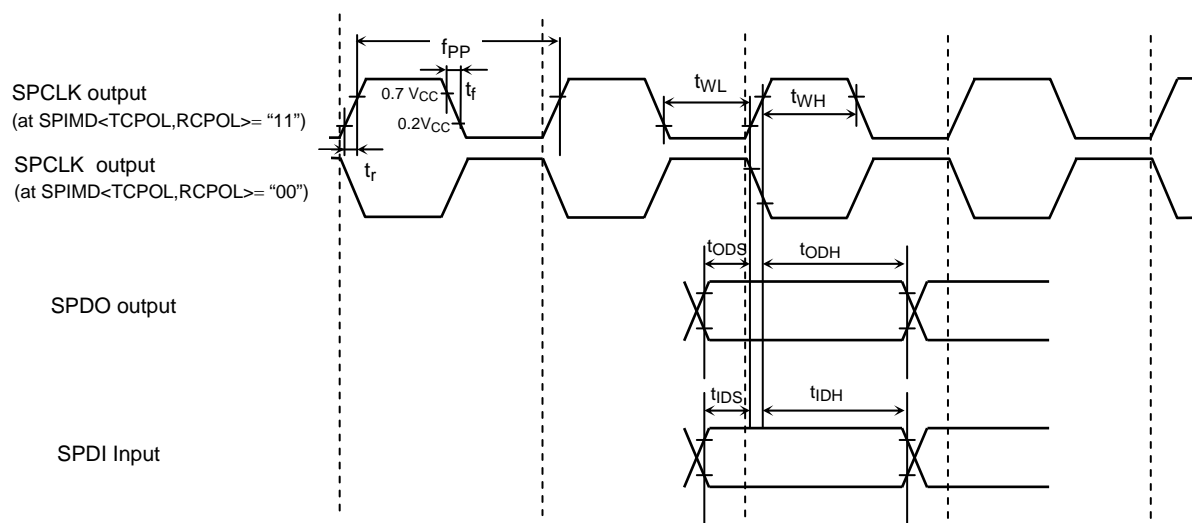 fPP
SPCLK output
(at SPIMD<TCPOL,RCPOL>= “11”)
0.7 VCC
tf
0.2VCC
tWL
tWH
tr
SPCLK output
(at SPIMD<TCPOL,RCPOL>= “00”)
tODS
tODH
SPDO output
tIDS
tIDH
SPDI Input